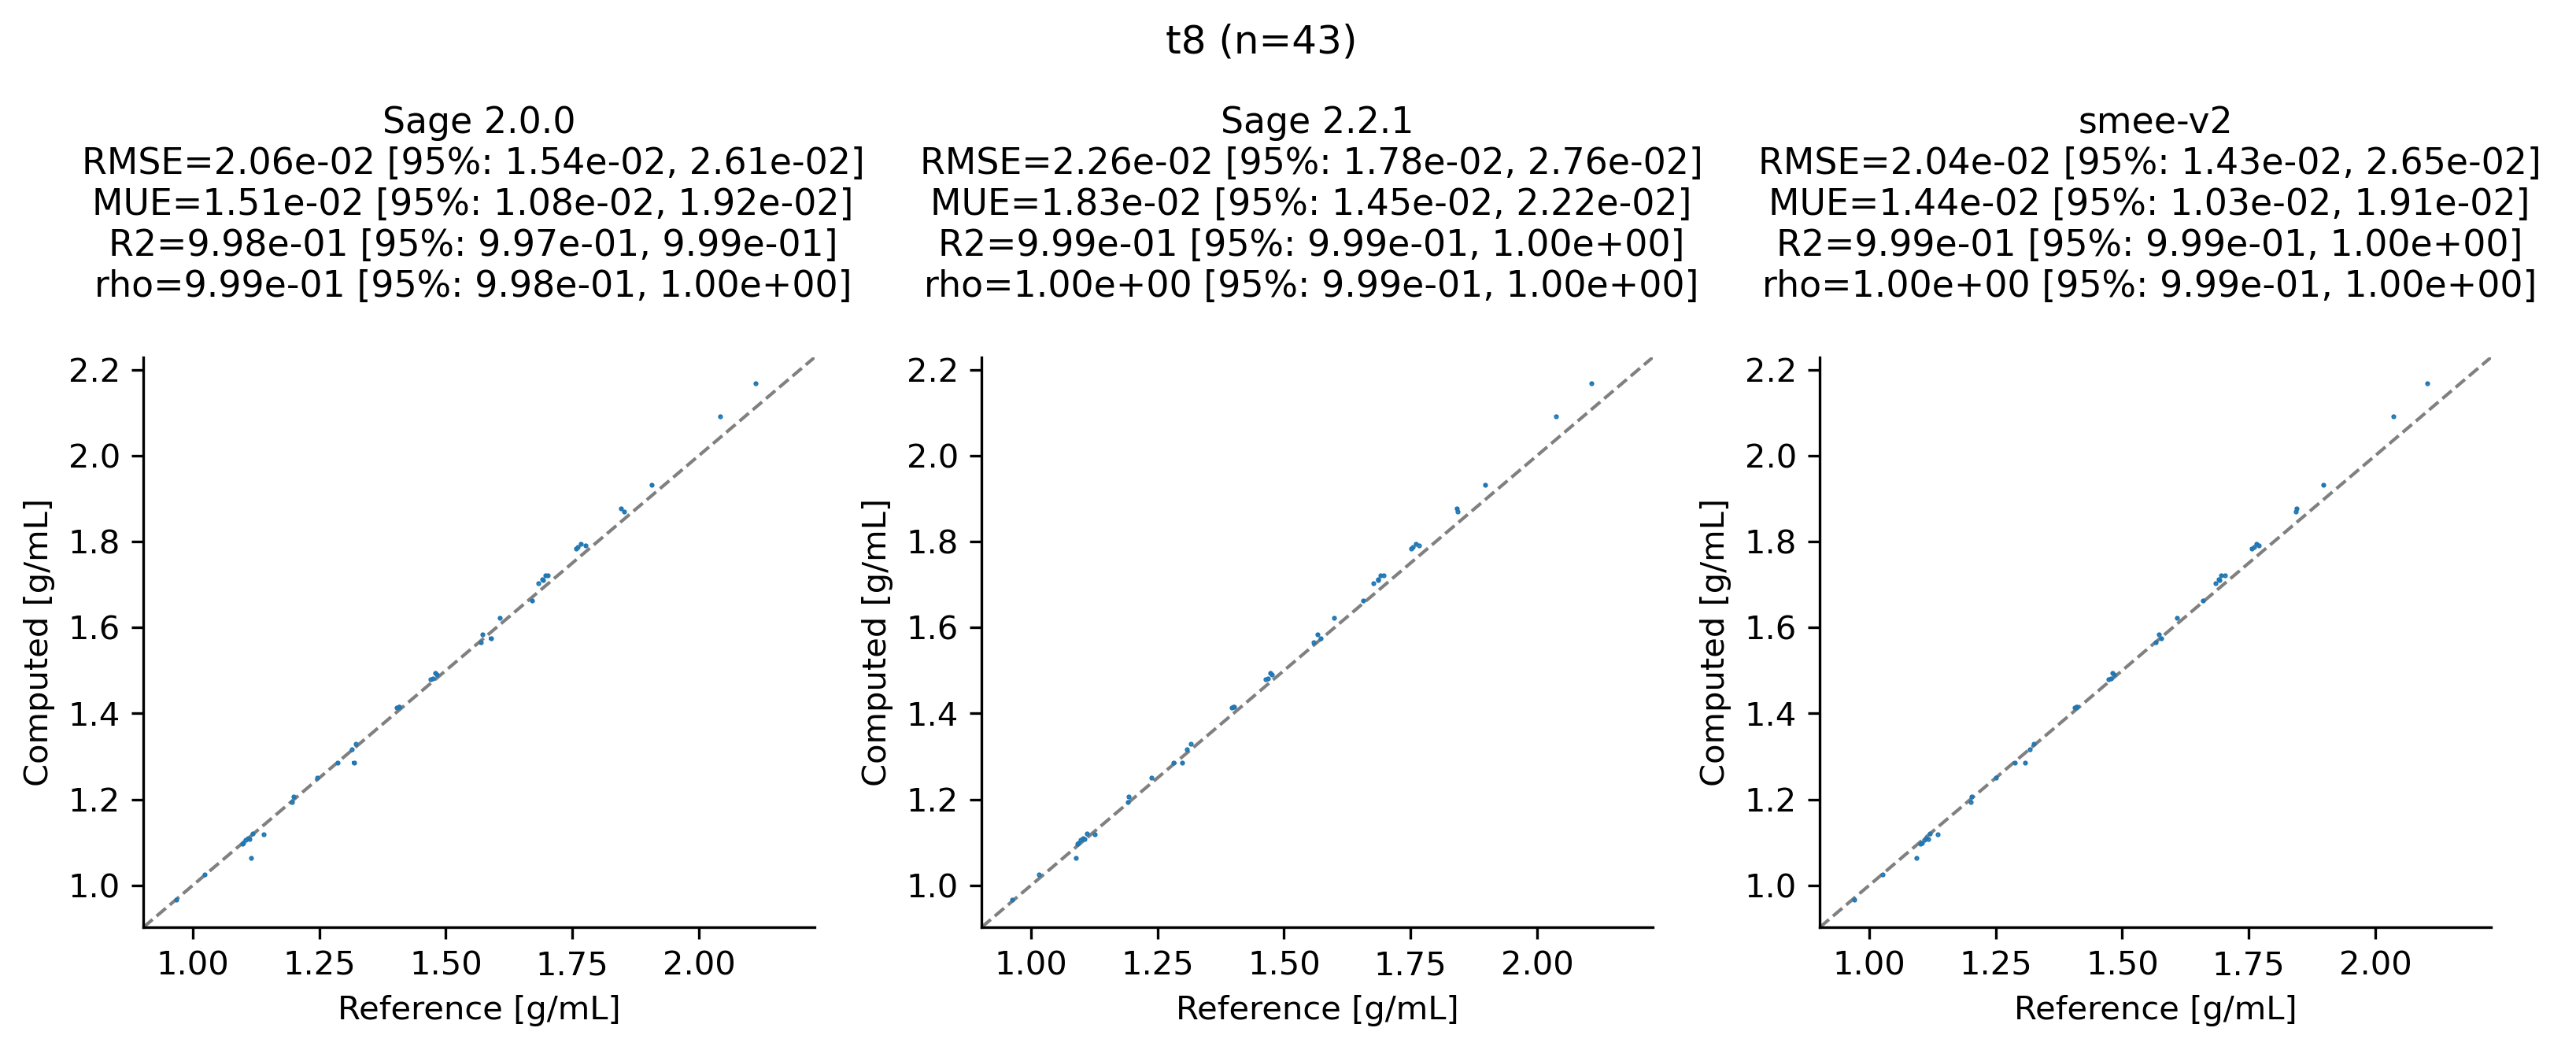 t8 (n=43)
Sage 2.0.0
RMSE=2.06e-02 [95%: 1.54e-02, 2.61e-02]
MUE=1.51e-02 [95%: 1.08e-02, 1.92e-02]
R2=9.98e-01 [95%: 9.97e-01, 9.99e-01]
rho=9.99e-01 [95%: 9.98e-01, 1.00e+00]
2.2
2.0
1.8
1.6
1.4
1.2
1.0
Computed [g/mL]
1.00 1.25 1.50 1.75 2.00
Reference [g/mL]
Sage 2.2.1
RMSE=2.26e-02 [95%: 1.78e-02, 2.76e-02]
MUE=1.83e-02 [95%: 1.45e-02, 2.22e-02]
R2=9.99e-01 [95%: 9.99e-01, 1.00e+00]
rho=1.00e+00 [95%: 9.99e-01, 1.00e+00]
2.2
2.0
1.8
1.6
1.4
1.2
1.0
Computed [g/mL]
1.00 1.25 1.50 1.75 2.00
Reference [g/mL]
smee-v2
RMSE=2.04e-02 [95%: 1.43e-02, 2.65e-02]
MUE=1.44e-02 [95%: 1.03e-02, 1.91e-02]
R2=9.99e-01 [95%: 9.99e-01, 1.00e+00]
rho=1.00e+00 [95%: 9.99e-01, 1.00e+00]
2.2
2.0
1.8
1.6
1.4
1.2
1.0
Computed [g/mL]
1.00 1.25 1.50 1.75 2.00
Reference [g/mL]